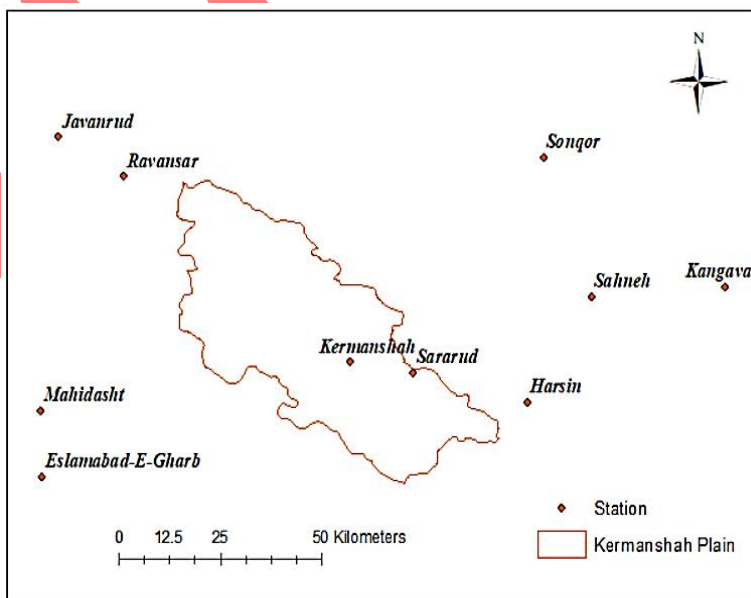 N
Javanrud
Sonqor
Ravansar
Kangava
Sahneh
Kermanshah
Sararud
Harsin
Mahidasht
Eslamabad-E-Gharb
Station
0 12.5 25 50 Kilometers
Kermanshah Plain